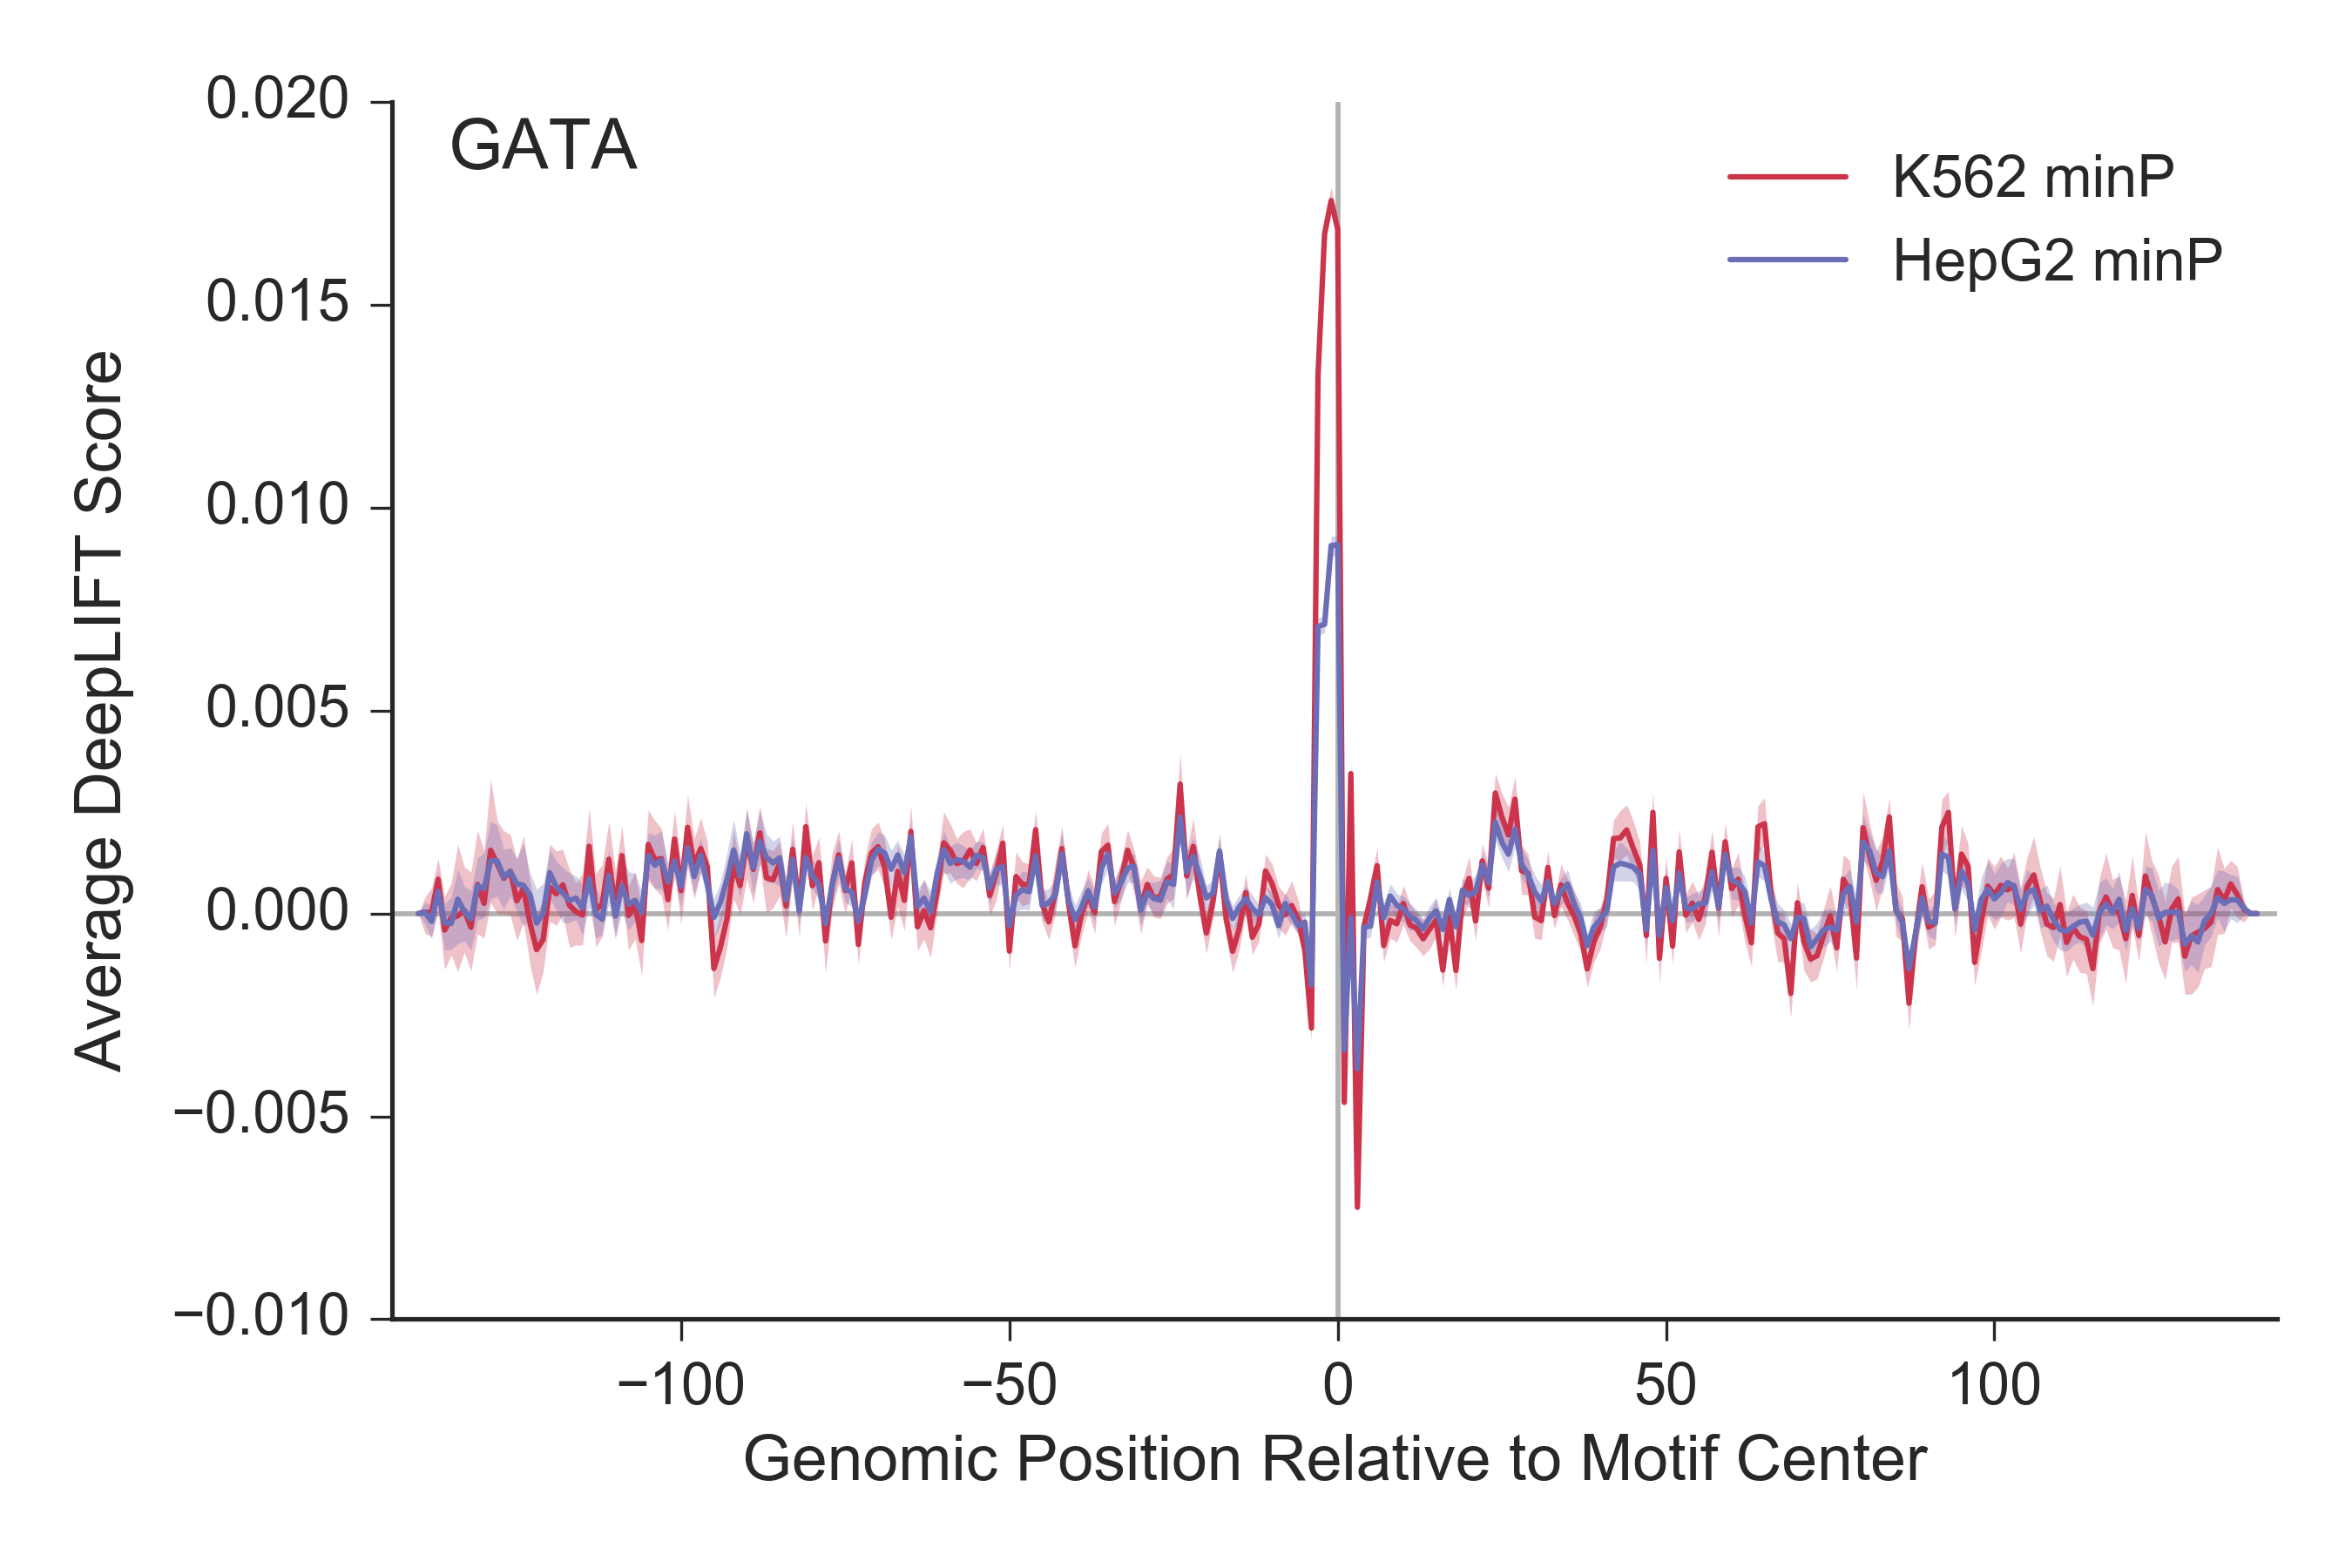 GATA
K562 minP
HepG2 minP
Average DeepLIFT Score
0.020
0.015
0.010
0.005
0.000
−0.005
−0.010
−100
−50
0
50
100
Genomic Position Relative to Motif Center